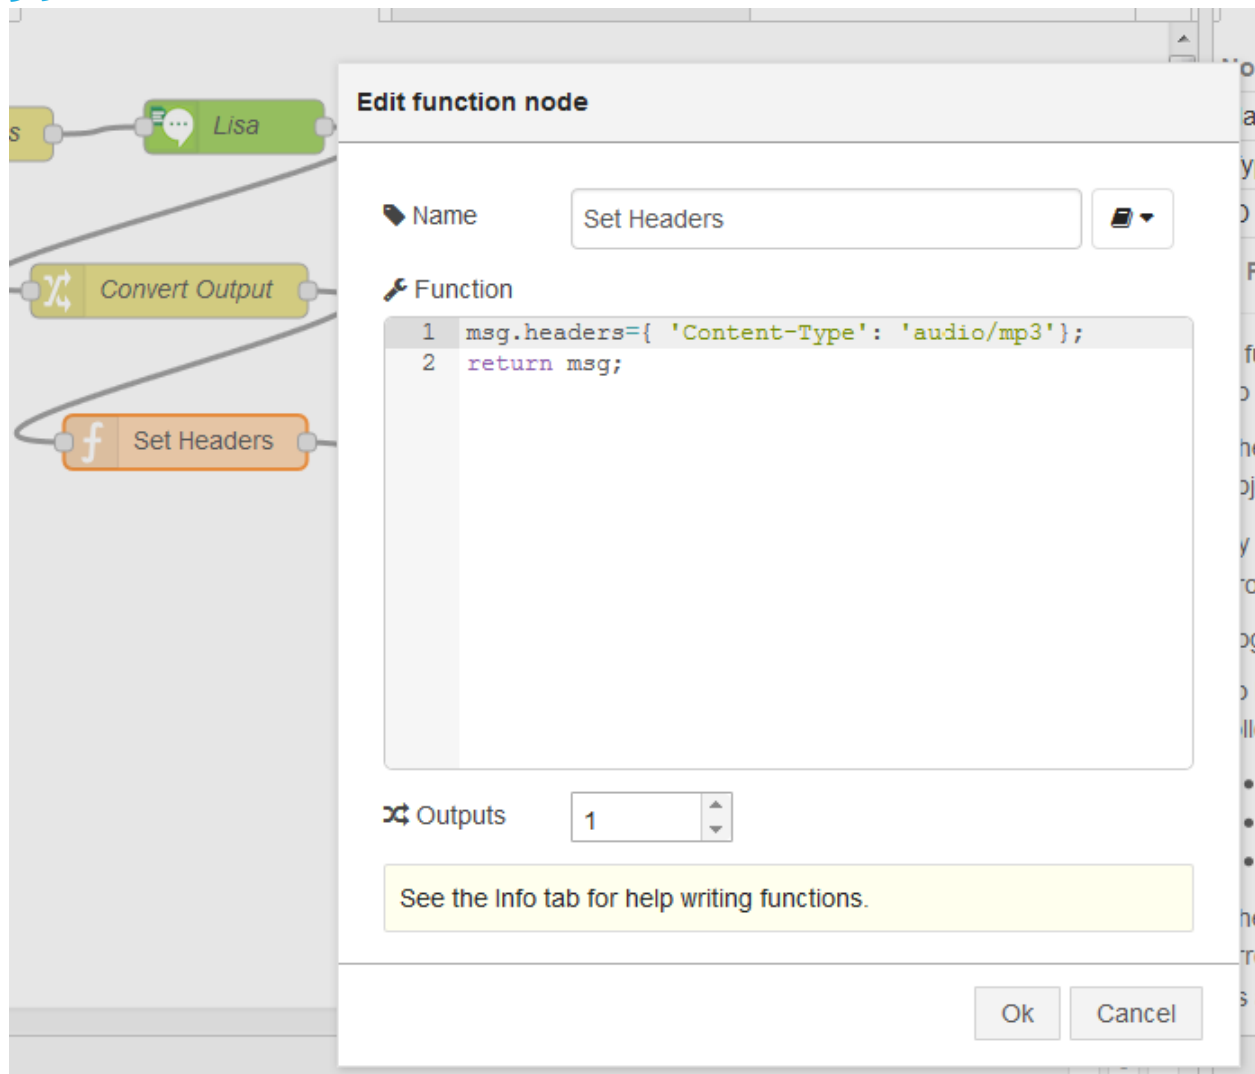 Edit function node
Lisa
Name
Set Headers
Convert Output
Function
1 msg.headers={ 'Content-Type': 'audio/mp3'};
2 return msg;
Set Headers
Outputs
1
See the Info tab for help writing functions.
Ok
Cancel